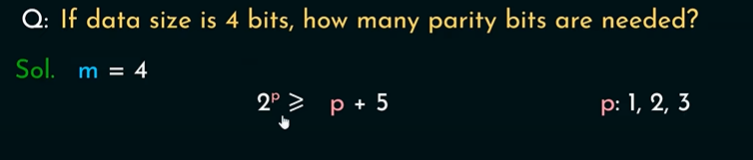 Q: If data size is 4 bits, how many parity bits are needed?
Sol. m = 4
2ᵖ ⩾ p + 5 p: 1, 2, 3